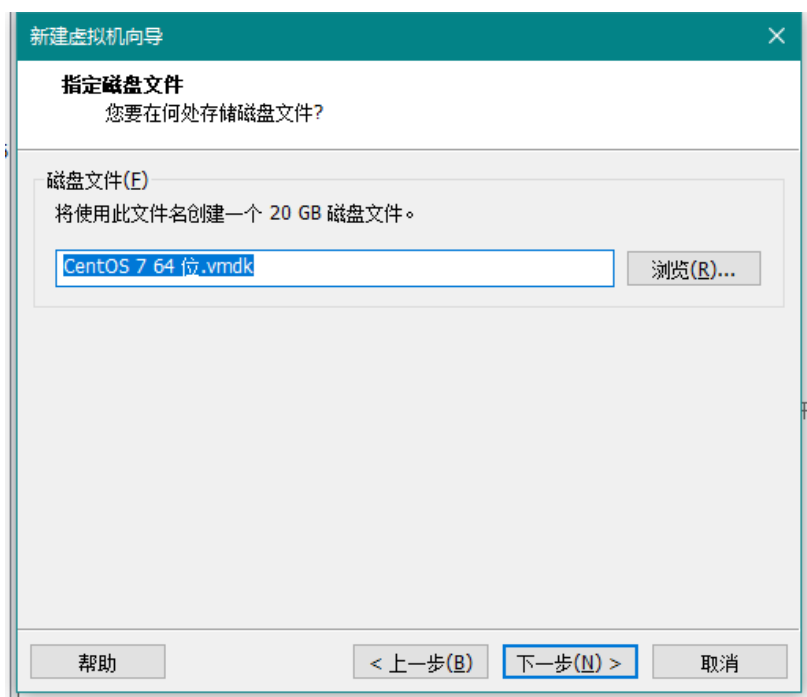 新建虚拟机向导
指定磁盘文件
您要在何处存储磁盘文件?
磁盘文件(F)
将使用此文件名创建一个 20 GB 磁盘文件。
CentOS 7 64 位.vmdk
浏览(R)...
帮助
< 上一步(B)
下一步(N) >
取消